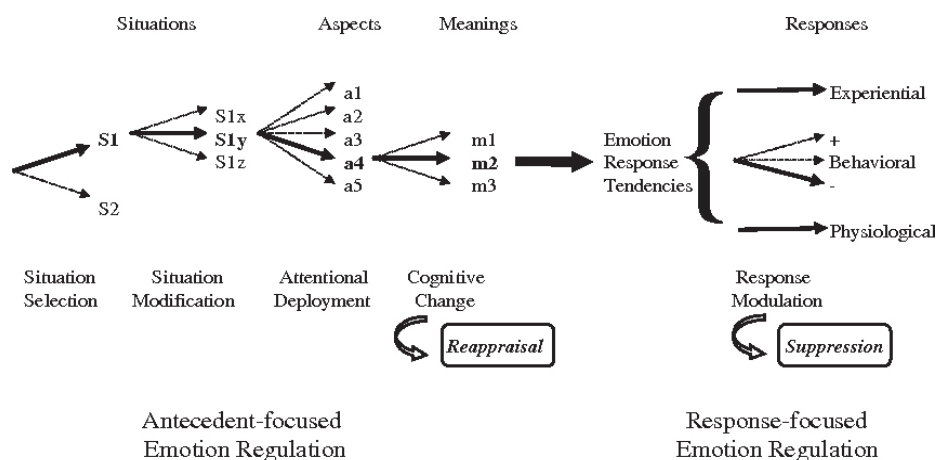 Situations
Aspects
Meanings
Responses
S1
S2
S1x
S1y
S1z
a1
a2
a3
a4
a5
m1
m2
m3
Emotion
Response
Tendencies
Experiential
+
Behavioral
-
Physiological
Situation
Selection
Situation
Modification
Attentional
Deployment
Cognitive
Change
Reappraisal
Response
Modulation
Suppression
Antecedent-focused
Emotion Regulation
Response-focused
Emotion Regulation